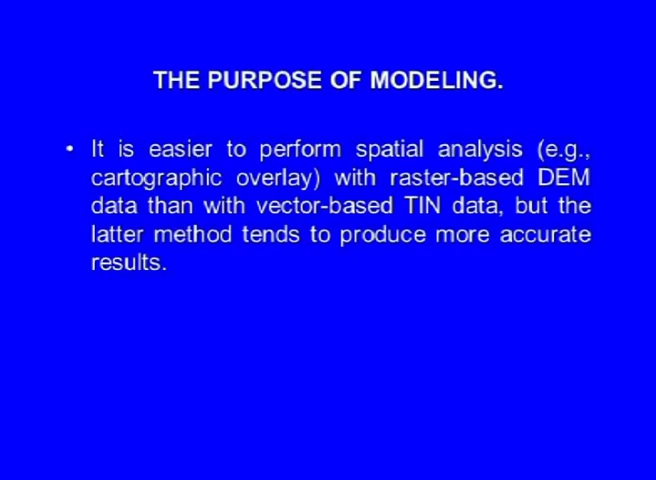 THE PURPOSE OF MODELING.
• It is easier to perform spatial analysis (e.g.,
cartographic overlay) with raster-based DEM
data than with vector-based TIN data, but the
latter method tends to produce more accurate
results.